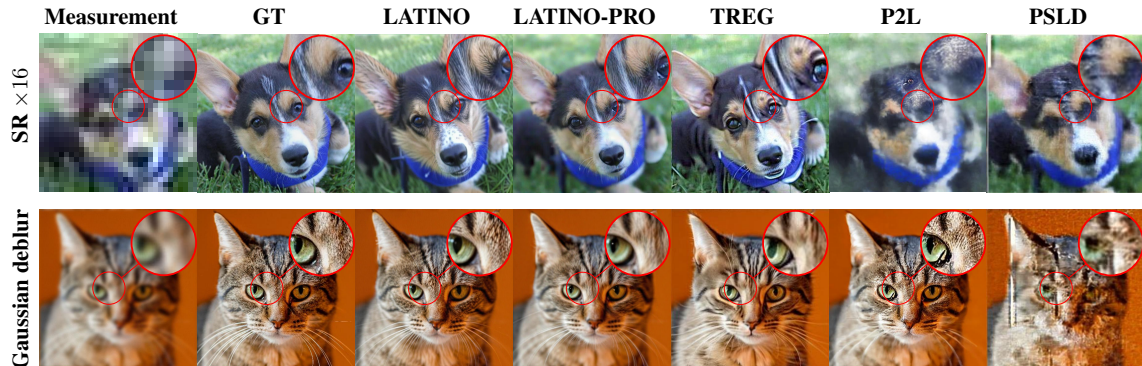 Measurement GT LATINO LATINO-PRO TREG P2L PSLD
SR ×16
Gaussian deblur